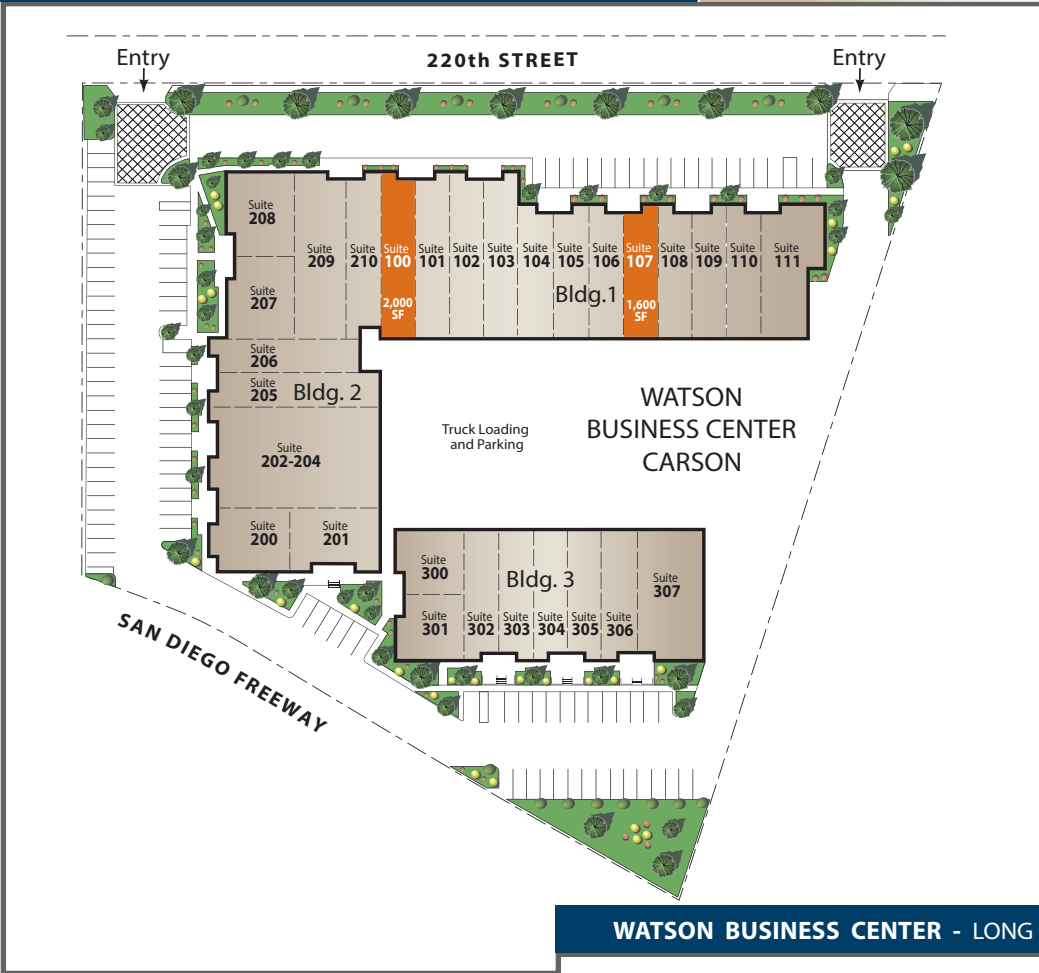 Entry
220th STREET
Entry
Suite
208
Suite
209
Suite
210
Suite
100
2,000
SF
Suite
101
Suite
102
Suite
103
Suite
104
Suite
105
Suite
106
Suite
107
1,600
SF
Suite
108
Suite
109
Suite
110
Suite
111
Bldg.1
Suite
207
Suite
206
Suite
205
Bldg. 2
Suite
202-204
Suite
200
Suite
201
Truck Loading
and Parking
WATSON
BUSINESS CENTER
CARSON
Suite
300
Bldg. 3
Suite
301
Suite
302
Suite
303
Suite
304
Suite
305
Suite
306
Suite
307
SAN DIEGO FREEWAY
WATSON BUSINESS CENTER - LONG